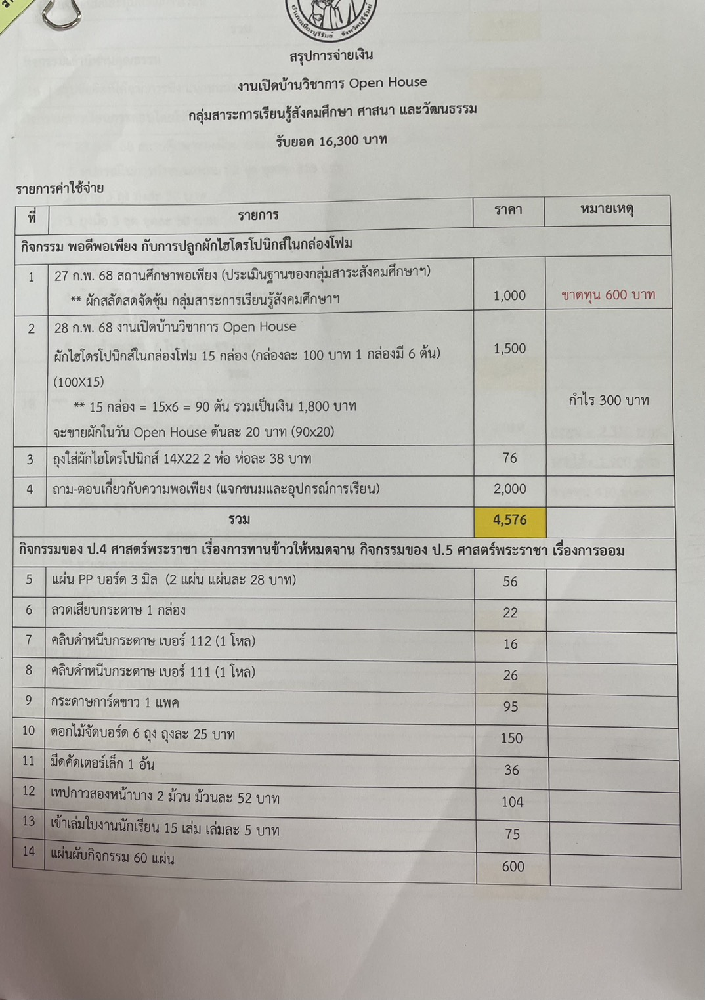 อำเภอเมืองบุรีรัมย์ จังหวัดบุรีรัมย์
สรุปการจ่ายเงิน
งานเปิดบ้านวิชาการ Open House
กลุ่มสาระการเรียนรู้สังคมศึกษา ศาสนา และวัฒนธรรม
รับยอด 16,300 บาท
รายการค่าใช้จ่าย
ที่ รายการ ราคา หมายเหตุ
กิจกรรม พอดีพอเพียง กับการปลูกผักไฮโดรโปนิกส์ในกล่องโฟม
1 27 ก.พ. 68 สถานศึกษาพอเพียง (ประเมินฐานของกลุ่มสาระสังคมศึกษาฯ)
** ผักสลัดสดจัดซุ้ม กลุ่มสาระการเรียนรู้สังคมศึกษาฯ 1,000 ขาดทุน 600 บาท
2 28 ก.พ. 68 งานเปิดบ้านวิชาการ Open House
ผักไฮโดรโปนิกส์ในกล่องโฟม 15 กล่อง (กล่องละ 100 บาท 1 กล่องมี 6 ต้น) 1,500
(100X15)
** 15 กล่อง = 15x6 = 90 ต้น รวมเป็นเงิน 1,800 บาท กำไร 300 บาท
จะขายผักในวัน Open House ต้นละ 20 บาท (90x20)
3 ถุงใส่ผักไฮโดรโปนิกส์ 14X22 2 ห่อ ห่อละ 38 บาท 76
4 ถาม-ตอบเกี่ยวกับความพอเพียง (แจกขนมและอุปกรณ์การเรียน) 2,000
รวม 4,576
กิจกรรมของ ป.4 ศาสตร์พระราชา เรื่องการทานข้าวให้หมดจาน กิจกรรมของ ป.5 ศาสตร์พระราชา เรื่องการออม
5 แผ่น PP บอร์ด 3 มิล (2 แผ่น แผ่นละ 28 บาท) 56
6 ลวดเสียบกระดาษ 1 กล่อง 22
7 คลิบดำหนีบกระดาษ เบอร์ 112 (1 โหล) 16
8 คลิบดำหนีบกระดาษ เบอร์ 111 (1 โหล) 26
9 กระดาษการ์ดขาว 1 แพค 95
10 ดอกไม้จัดบอร์ด 6 ถุง ถุงละ 25 บาท 150
11 มีดคัดเตอร์เล็ก 1 อัน 36
12 เทปกาวสองหน้าบาง 2 ม้วน ม้วนละ 52 บาท 104
13 เข้าเล่มใบงานนักเรียน 15 เล่ม เล่มละ 5 บาท 75
14 แผ่นผับกิจกรรม 60 แผ่น 600